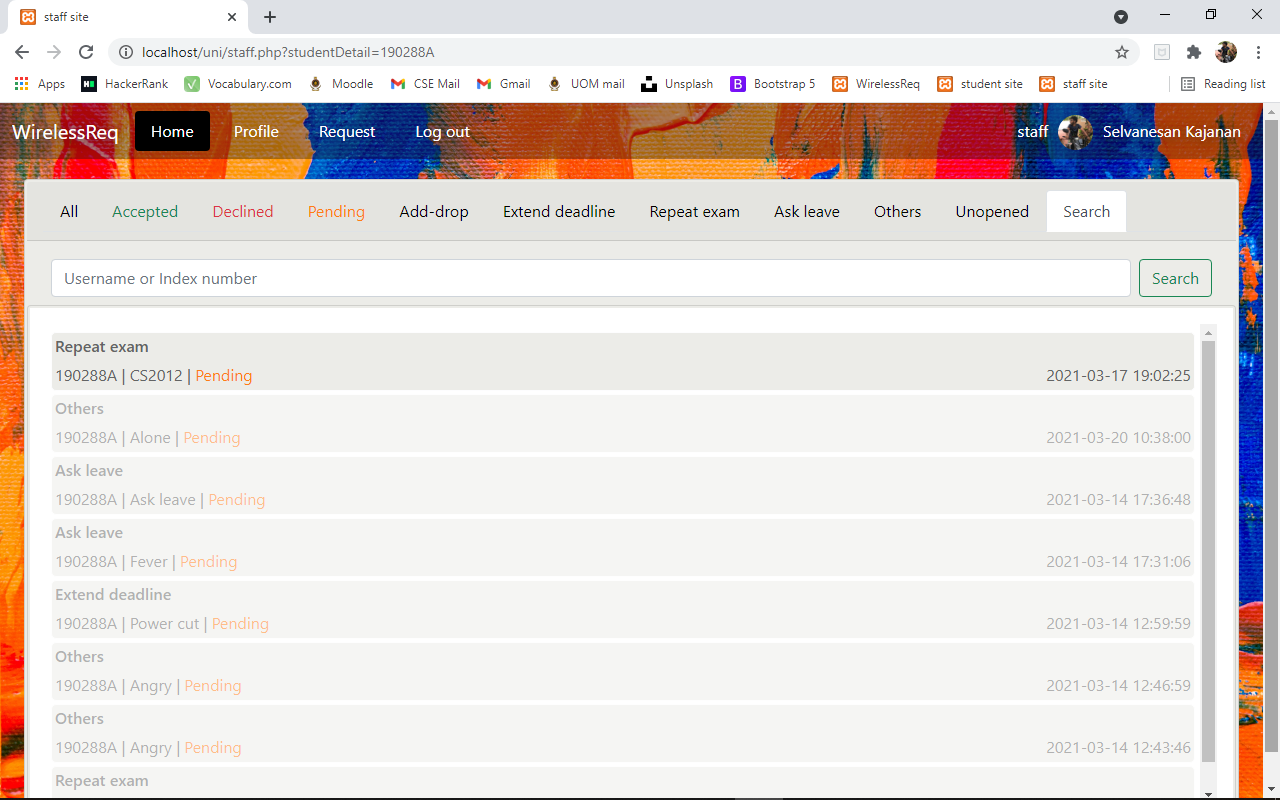 staff site
localhost/uni/staff.php?studentDetail=190288A
Apps HackerRank Vocabulary.com Moodle CSE Mail Gmail UOM mail Unsplash Bootstrap 5 WirelessReq student site staff site Reading list
WirelessReq Home Profile Request Log out staff Selvanesan Kajanan
All Accepted Declined Pending Add-drop Extend deadline Repeat exam Ask leave Others Unopened Search
Username or Index number Search
Repeat exam
190288A | CS2012 | Pending 2021-03-17 19:02:25
Others
190288A | Alone | Pending 2021-03-20 10:38:00
Ask leave
190288A | Ask leave | Pending 2021-03-14 17:36:48
Ask leave
190288A | Fever | Pending 2021-03-14 17:31:06
Extend deadline
190288A | Power cut | Pending 2021-03-14 12:59:59
Others
190288A | Angry | Pending 2021-03-14 12:46:59
Others
190288A | Angry | Pending 2021-03-14 12:43:46
Repeat exam